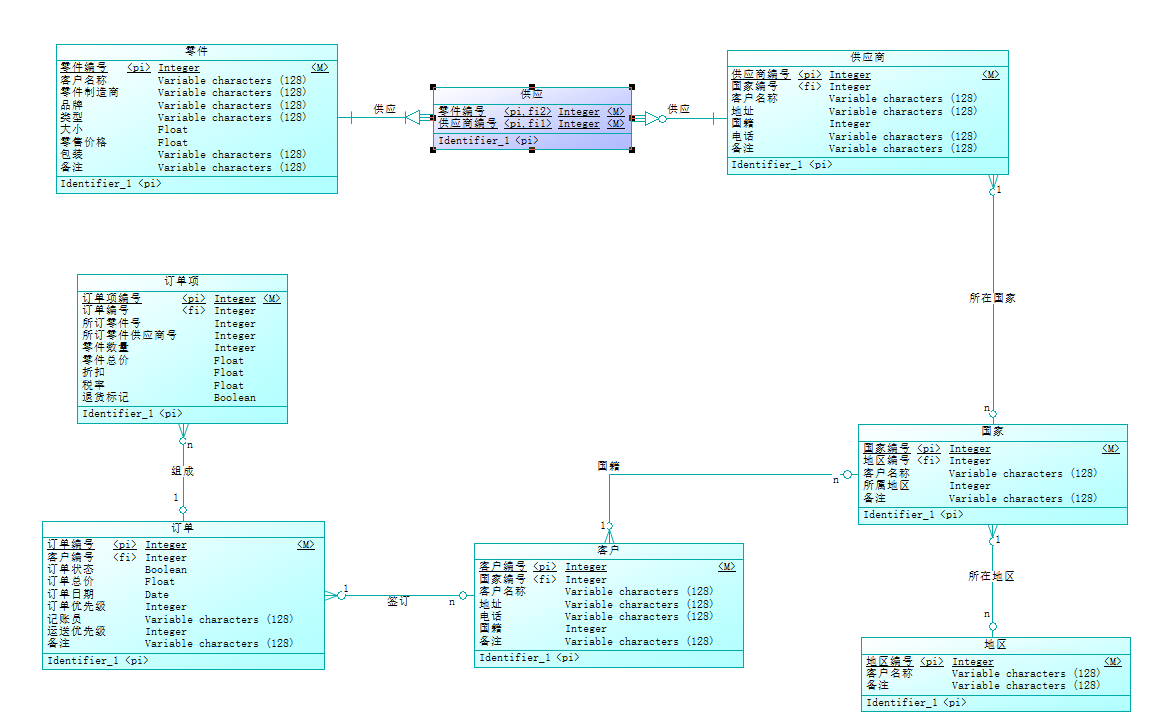 零件
零件编号 <pi> Integer <M>
客户名称 Variable characters (128)
零件制造商 Variable characters (128)
品牌 Variable characters (128)
类型 Variable characters (128)
大小 Float
零售价格 Float
包装 Variable characters (128)
备注 Variable characters (128)
Identifier_1 <pi>
供应
供应
零件编号 <pi.fi2> Integer <M>
供应商编号 <pi.fi1> Integer <M>
Identifier_1 <pi>
供应
供应商
供应商编号 <pi> Integer <M>
国家编号 <fi> Integer
客户名称 Variable characters (128)
地址 Variable characters (128)
国籍 Integer
电话 Variable characters (128)
备注 Variable characters (128)
Identifier_1 <pi>
1
所在国家
n
订单项
订单项编号 <pi> Integer <M>
订单编号 <fi> Integer
所订零件号 Integer
所订零件供应商号 Integer
零件数量 Integer
零件总价 Float
折扣 Float
税率 Float
退货标记 Boolean
Identifier_1 <pi>
n
组成
1
国籍
n
1
国家
国家编号 <pi> Integer <M>
地区编号 <fi> Integer
客户名称 Variable characters (128)
所属地区 Integer
备注 Variable characters (128)
Identifier_1 <pi>
1
所在地区
n
订单
订单编号 <pi> Integer <M>
客户编号 <fi> Integer
订单状态 Boolean
订单总价 Float
订单日期 Date
订单优先级 Integer
记账员 Variable characters (128)
运送优先级 Integer
备注 Variable characters (128)
Identifier_1 <pi>
1
签订
n
客户
客户编号 <pi> Integer <M>
国家编号 <fi> Integer
客户名称 Variable characters (128)
地址 Variable characters (128)
电话 Variable characters (128)
国籍 Integer
备注 Variable characters (128)
Identifier_1 <pi>
地区
地区编号 <pi> Integer <M>
客户名称 Variable characters (128)
备注 Variable characters (128)
Identifier_1 <pi>